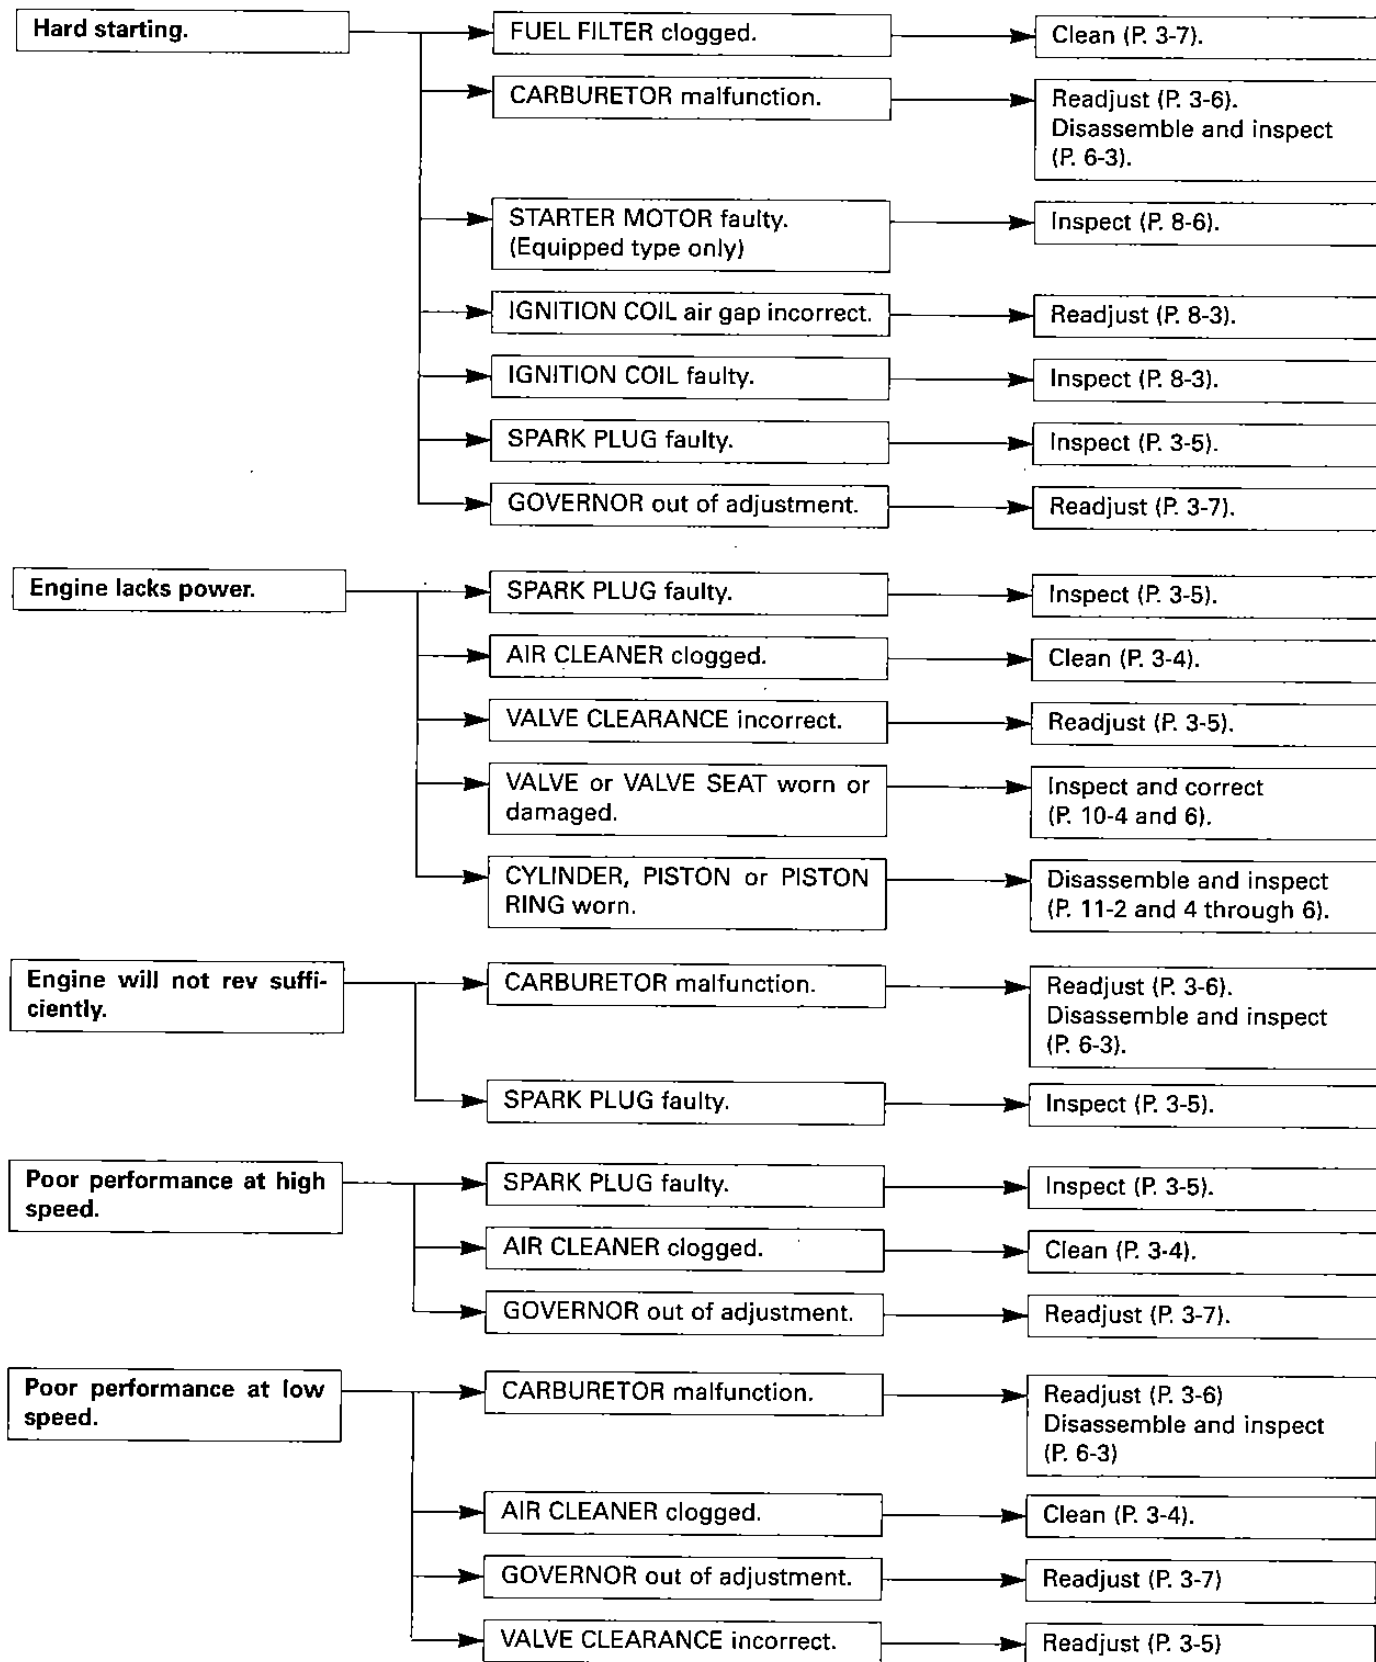 Hard starting.
FUEL FILTER clogged.
Clean (P. 3-7).
CARBURETOR malfunction.
Readjust (P. 3-6).
Disassemble and inspect
(P. 6-3).
STARTER MOTOR faulty.
(Equipped type only)
Inspect (P. 8-6).
IGNITION COIL air gap incorrect.
Readjust (P. 8-3).
IGNITION COIL faulty.
Inspect (P. 8-3).
SPARK PLUG faulty.
Inspect (P. 3-5).
GOVERNOR out of adjustment.
Readjust (P. 3-7).
Engine lacks power.
SPARK PLUG faulty.
Inspect (P. 3-5).
AIR CLEANER clogged.
Clean (P. 3-4).
VALVE CLEARANCE incorrect.
Readjust (P. 3-5).
VALVE or VALVE SEAT worn or
damaged.
Inspect and correct
(P. 10-4 and 6).
CYLINDER, PISTON or PISTON
RING worn.
Disassemble and inspect
(P. 11-2 and 4 through 6).
Engine will not rev suffi-
ciently.
CARBURETOR malfunction.
Readjust (P. 3-6).
Disassemble and inspect
(P. 6-3).
SPARK PLUG faulty.
Inspect (P. 3-5).
Poor performance at high
speed.
SPARK PLUG faulty.
Inspect (P. 3-5).
AIR CLEANER clogged.
Clean (P. 3-4).
GOVERNOR out of adjustment.
Readjust (P. 3-7).
Poor performance at low
speed.
CARBURETOR malfunction.
Readjust (P. 3-6)
Disassemble and inspect
(P. 6-3)
AIR CLEANER clogged.
Clean (P. 3-4).
GOVERNOR out of adjustment.
Readjust (P. 3-7)
VALVE CLEARANCE incorrect.
Readjust (P. 3-5)